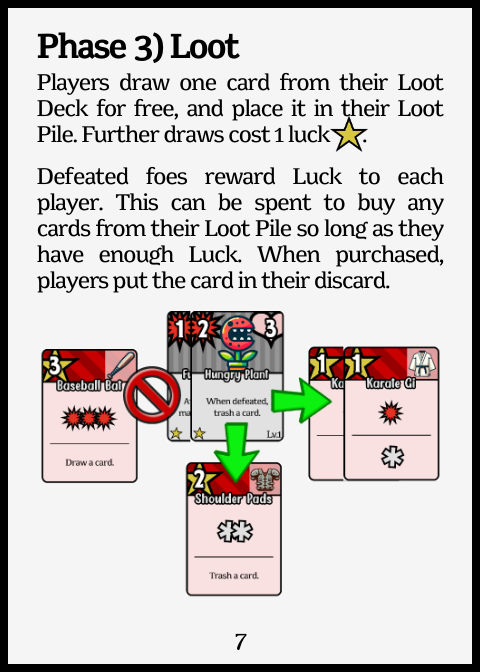 Phase 3) Loot
Players draw one card from their Loot
Deck for free, and place it in their Loot
Pile. Further draws cost 1 luck.
Defeated foes reward Luck to each
player. This can be spent to buy any
cards from their Loot Pile so long as they
have enough Luck. When purchased,
players put the card in their discard.
1 2 3
Fu Hungry Plant
A
ma
When defeated,
trash a card.
Lv.1
3
Baseball Bat
Draw a card.
1 1
Ka Karate Gi
2
Shoulder Pads
Trash a card.
7